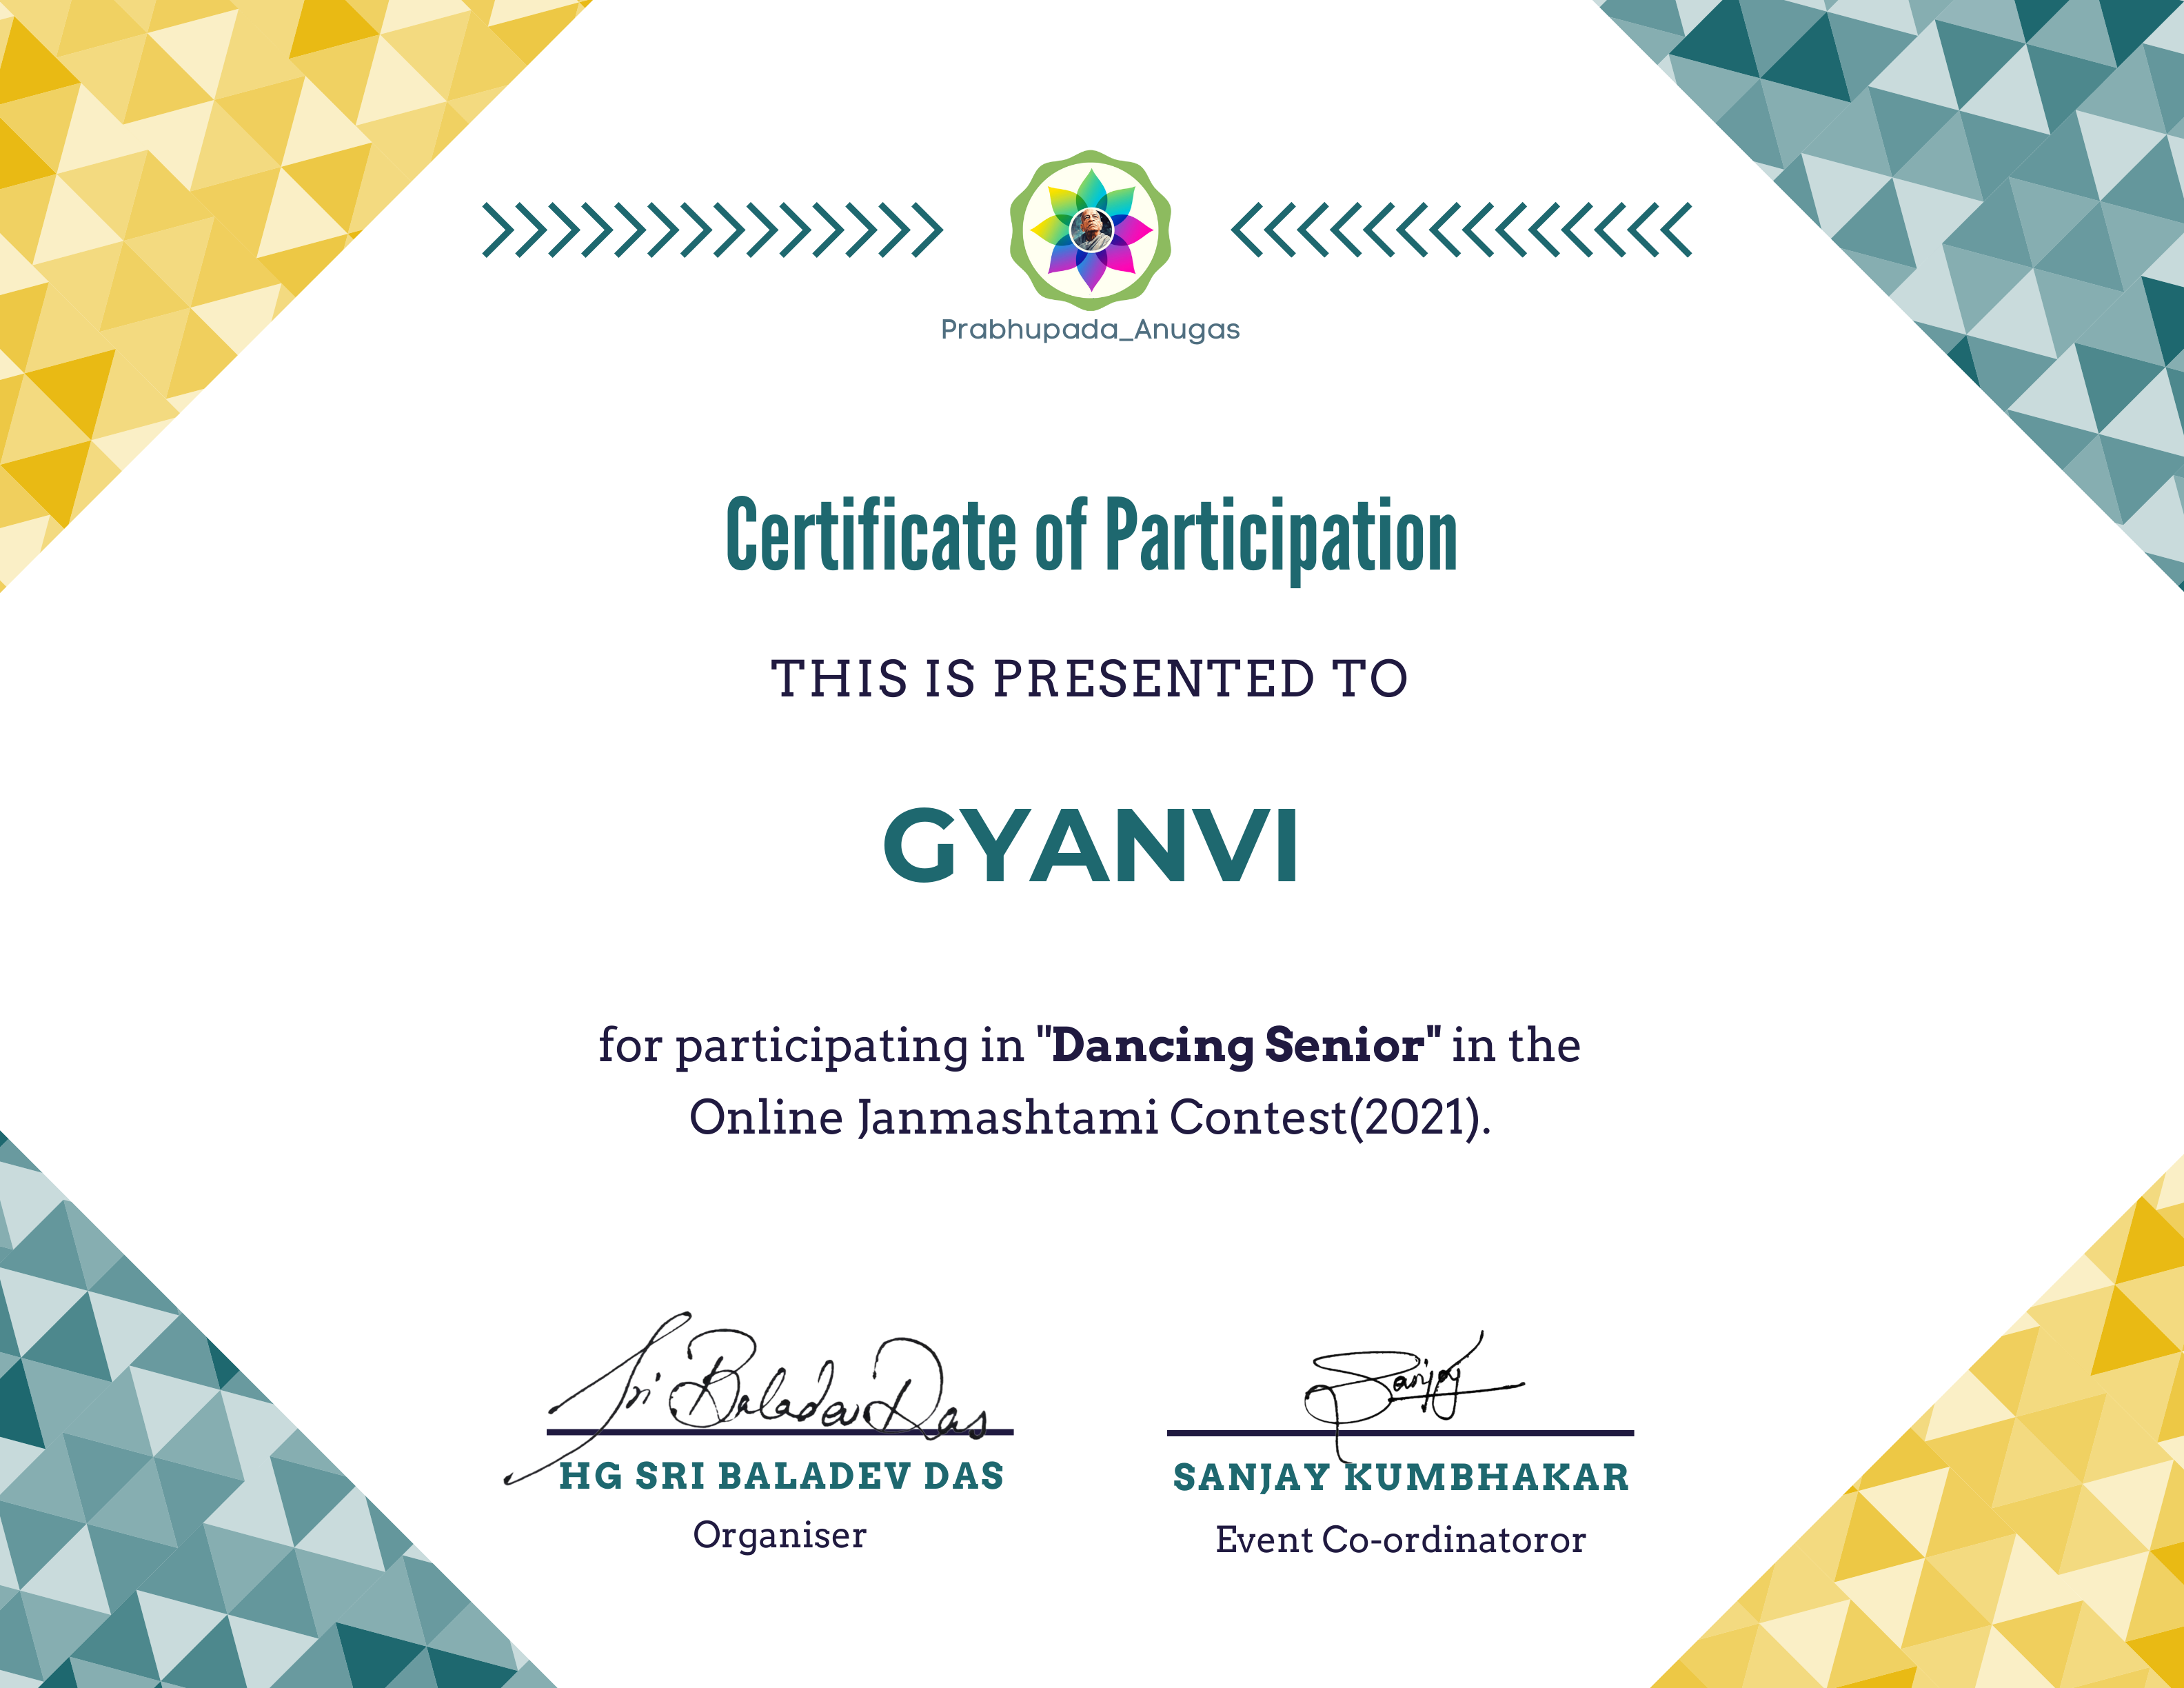 Prabhupada_Anugas
Certificate of Participation
THIS IS PRESENTED TO
GYANVI
for participating in "Dancing Senior" in the
Online Janmashtami Contest(2021).
Sri Baladev Das
Sanjay
HG SRI BALADEV DAS
SANJAY KUMBHAKAR
Organiser
Event Co-ordinatoror